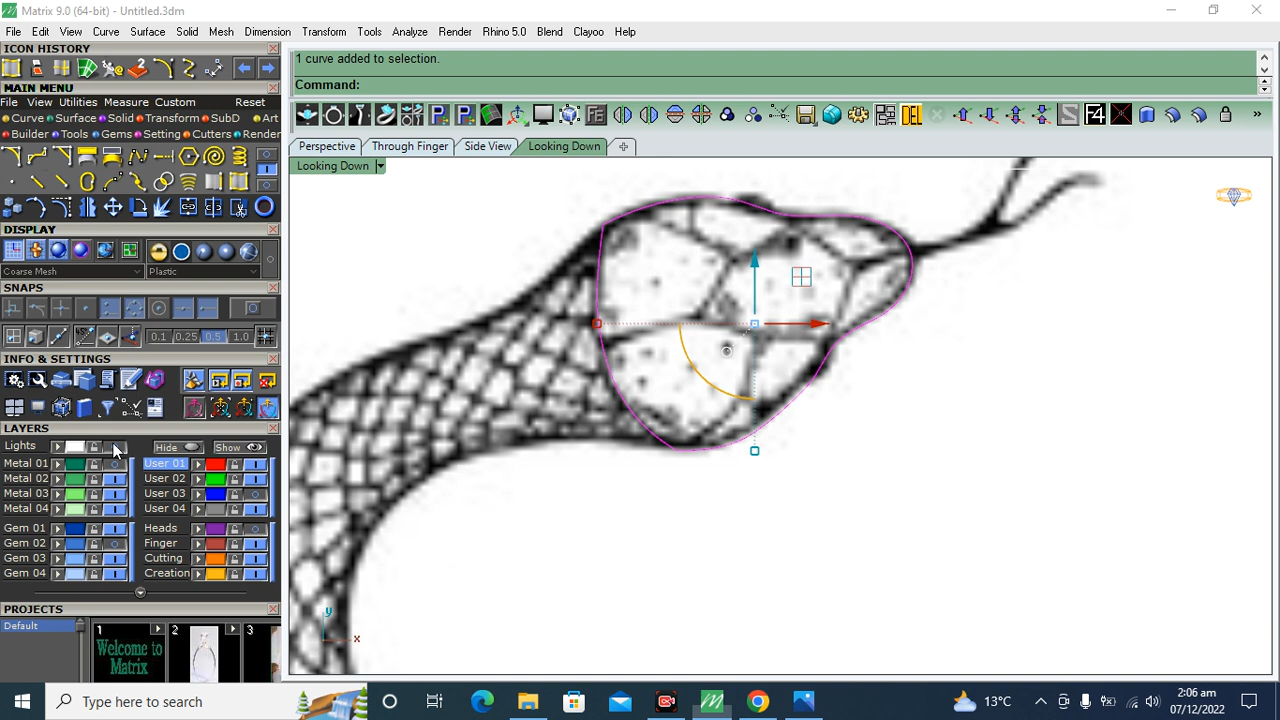 Matrix 9.0 (64-bit) - Untitled.3dm
File Edit View Curve Surface Solid Mesh Dimension Transform Tools Analyze Render Rhino 5.0 Blend Clayoo Help
ICON HISTORY
1 curve added to selection.
Command:
MAIN MENU
File View Utilities Measure Custom Reset
Curve Surface Solid Transform SubD Art
Builder Tools Gems Setting Cutters Render
Perspective Through Finger Side View Looking Down
Looking Down
DISPLAY
Coarse Mesh Plastic
SNAPS
0.1 0.25 0.5 1.0
INFO & SETTINGS
LAYERS
Lights Hide Show
Metal 01 User 01
Metal 02 User 02
Metal 03 User 03
Metal 04 User 04
Gem 01 Heads
Gem 02 Finger
Gem 03 Cutting
Gem 04 Creation
PROJECTS
Default
1 2 3
Welcome to
Matrix
y
x
Type here to search
13°C
2:06 am
07/12/2022